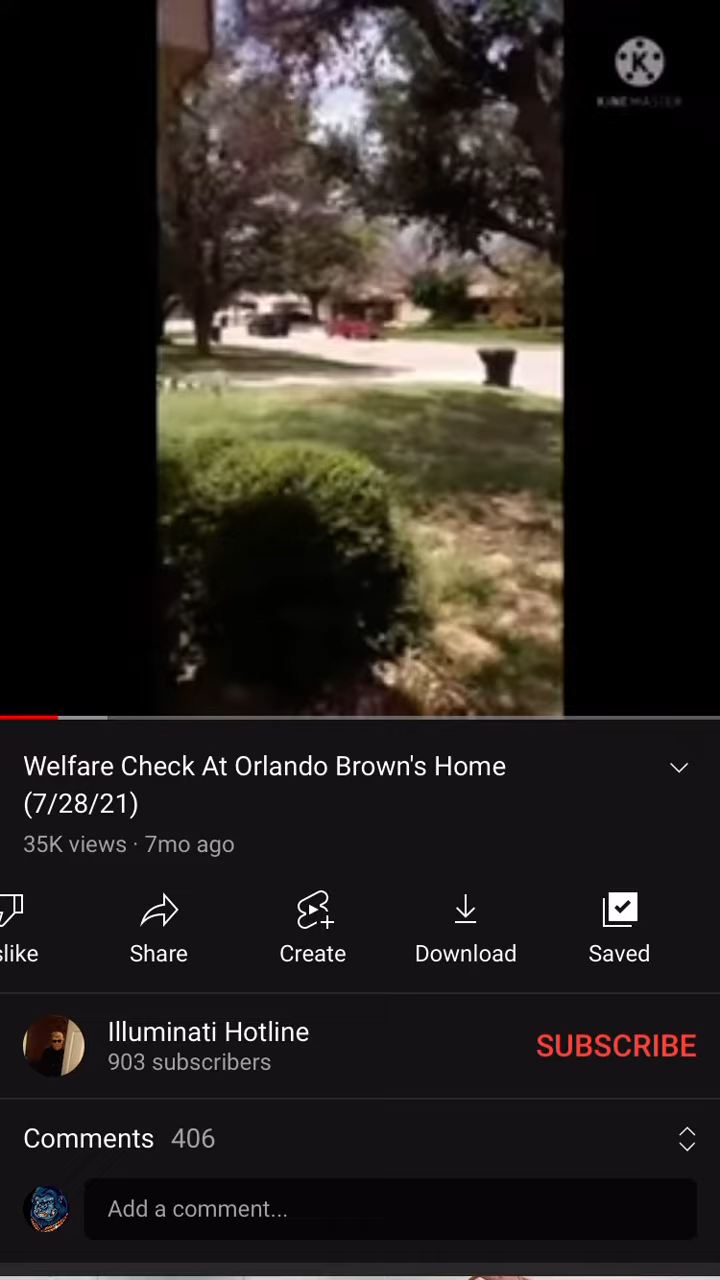 K
KINEMASTER
Welfare Check At Orlando Brown's Home
(7/28/21)
35K views · 7mo ago
slike
Share
Create
Download
Saved
Illuminati Hotline
903 subscribers
SUBSCRIBE
Comments 406
Add a comment...